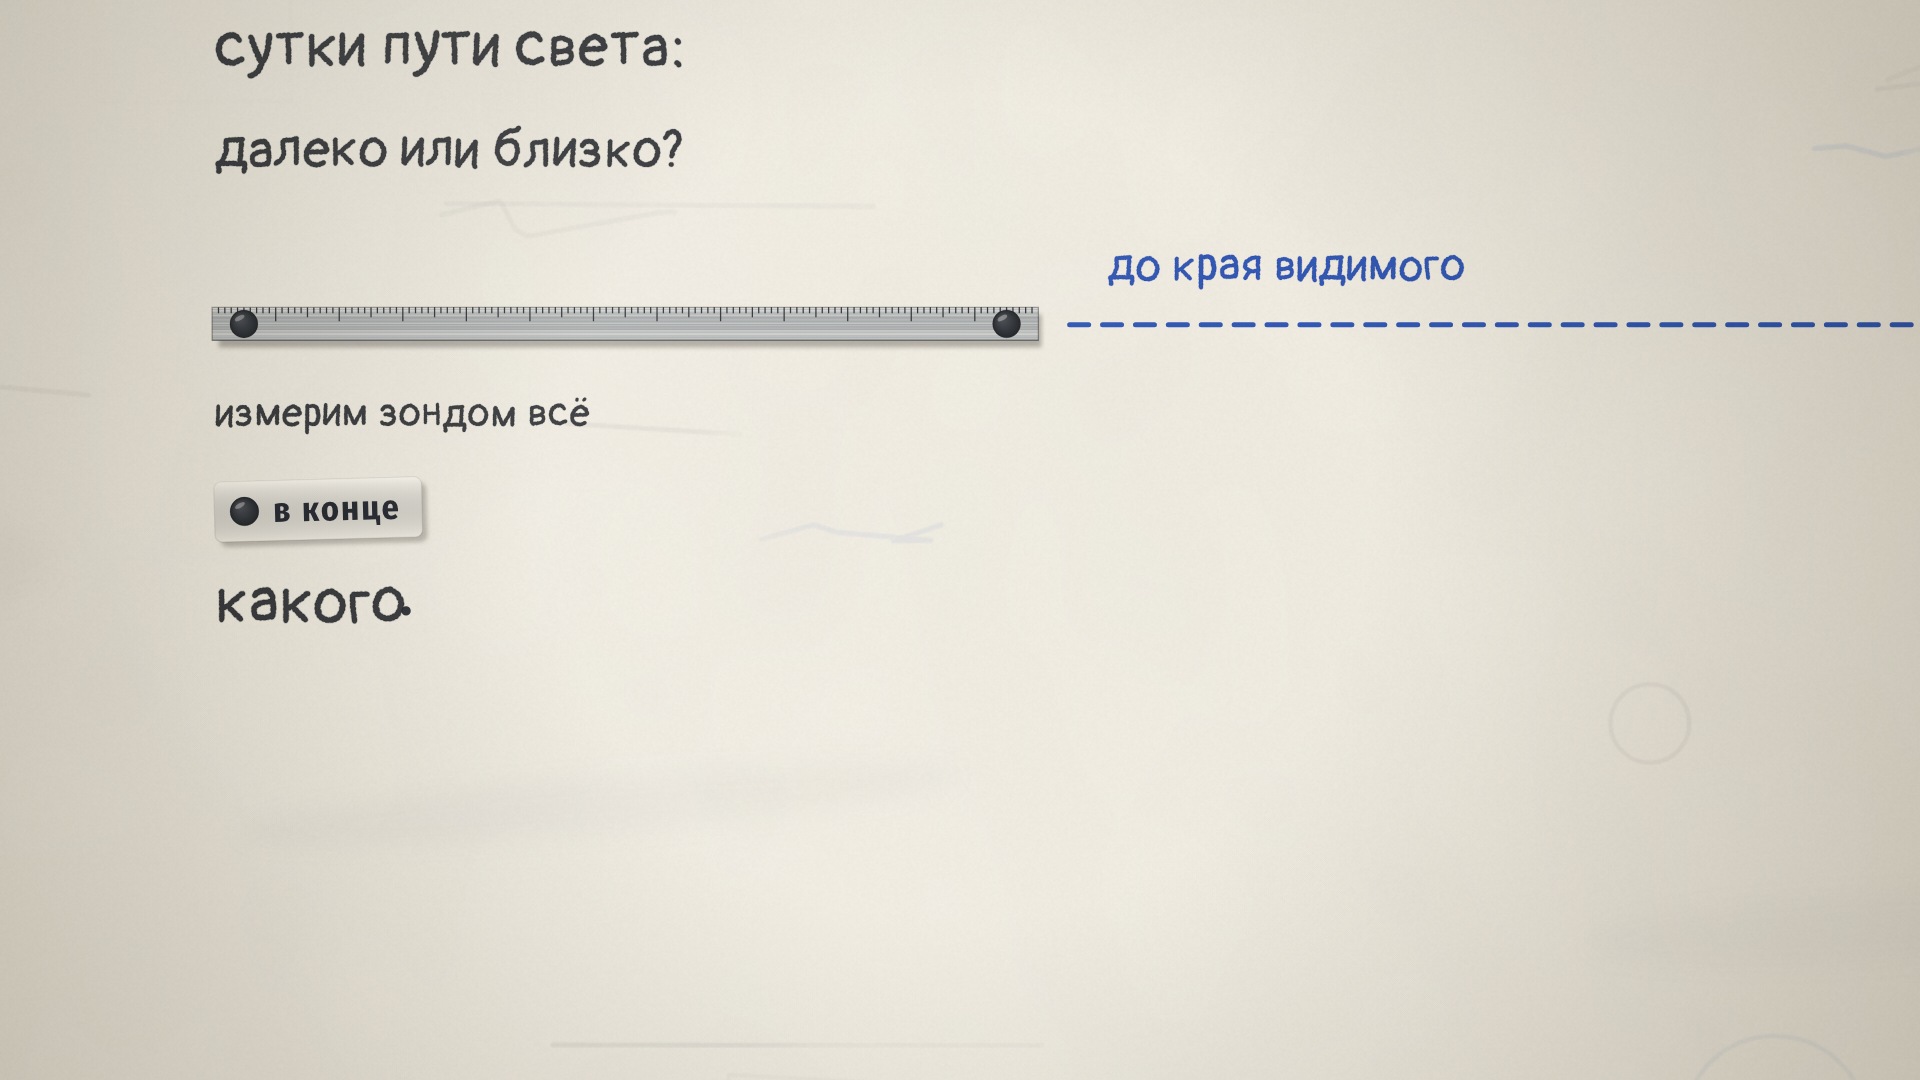 сутки пути света:
далеко или близко?
до края видимого
измерим зондом всё
в конце
какого